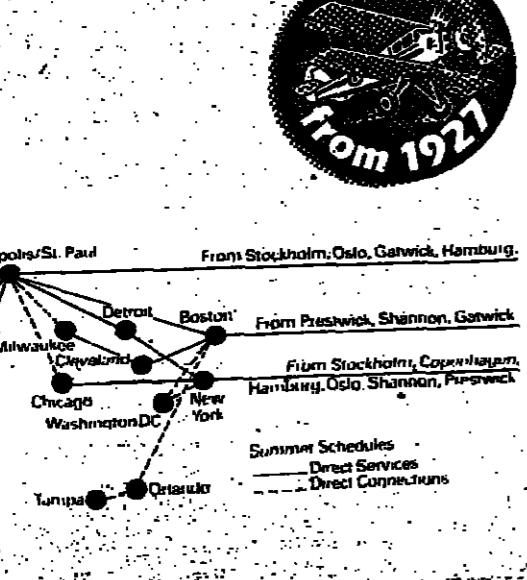 from 1927
polis/St. Paul
From Stockholm, Oslo, Gatwick, Hamburg.
Detroit
Boston
From Prestwick, Shannon, Gatwick
Milwaukee
Cleveland
From Stockholm, Copenhagen,
Hamburg, Oslo, Shannon, Prestwick
Chicago
New
York
Washington DC
Summer Schedules
Direct Services
Direct Connections
Tampa
Orlando